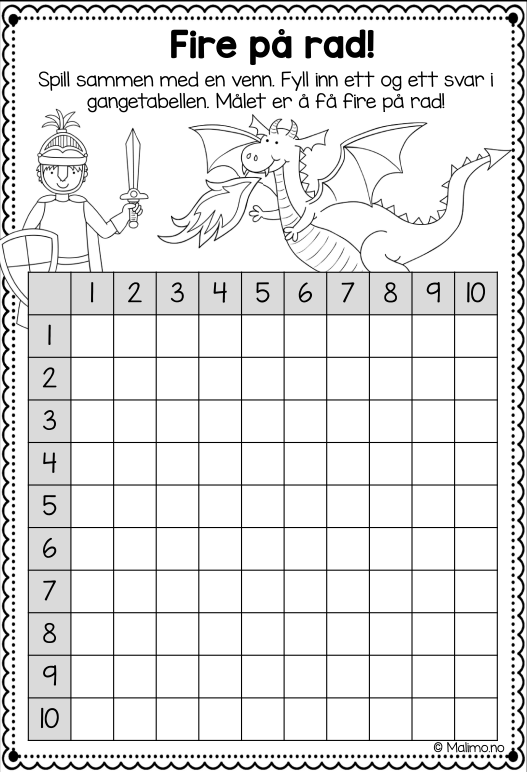 Fire på rad!
Spill sammen med en venn. Fyll inn ett og ett svar i
gangetabellen. Målet er å få fire på rad!
1 2 3 4 5 6 7 8 9 10
1
2
3
4
5
6
7
8
9
10
© Malimo.no